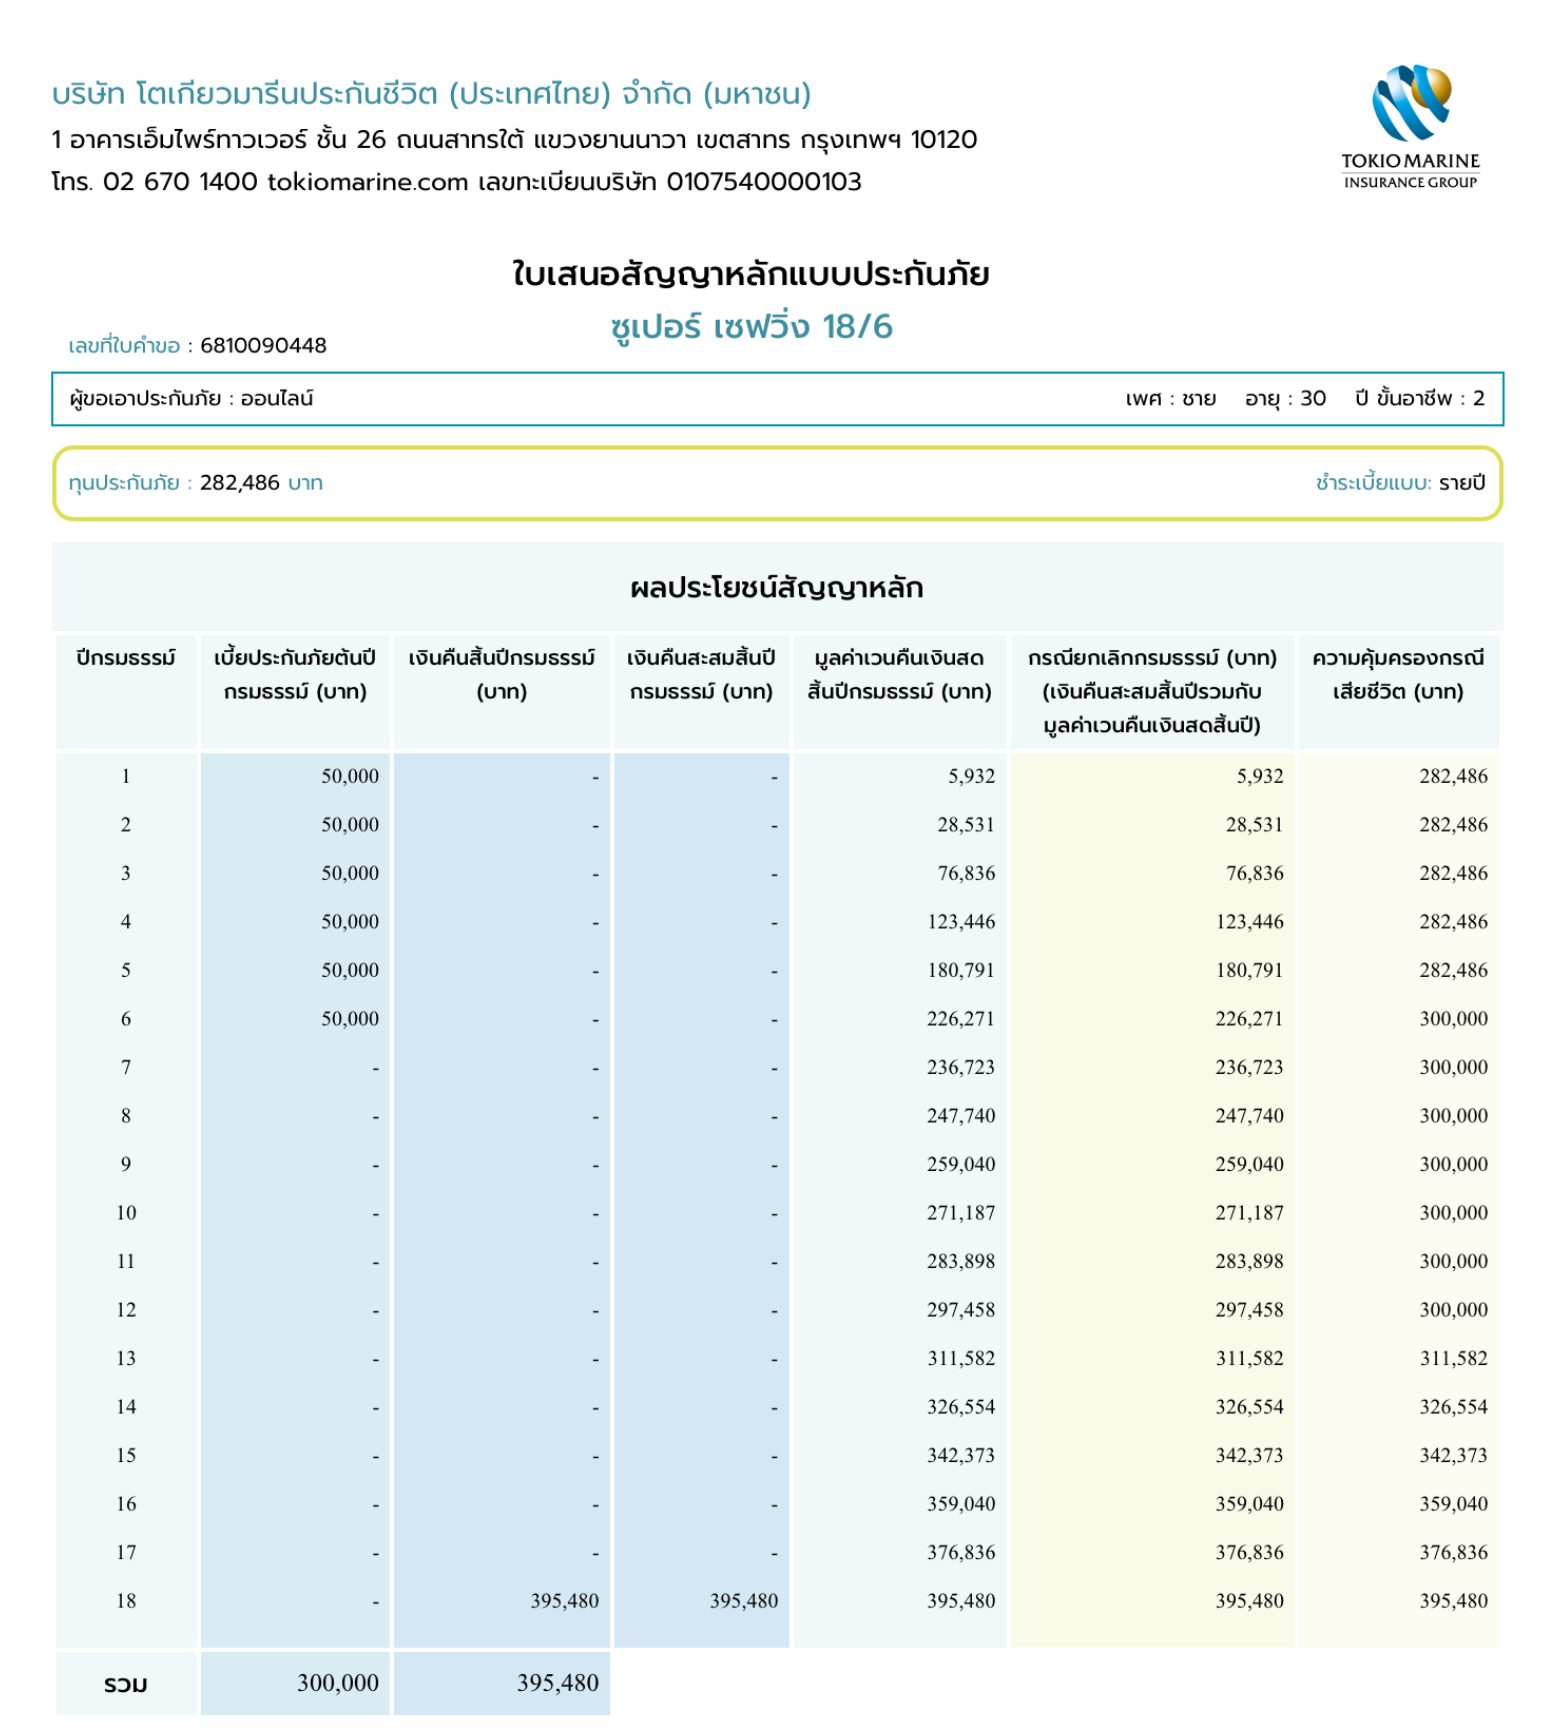 บริษัท โตเกียวมารีนประกันชีวิต (ประเทศไทย) จำกัด (มหาชน)
1 อาคารเอ็มไพร์ทาวเวอร์ ชั้น 26 ถนนสาทรใต้ แขวงยานนาวา เขตสาทร กรุงเทพฯ 10120
โทร. 02 670 1400 tokiomarine.com เลขทะเบียนบริษัท 0107540000103
TOKIO MARINE
INSURANCE GROUP
ใบเสนอสัญญาหลักแบบประกันภัย
ซูเปอร์ เซฟวิ่ง 18/6
เลขที่ใบคำขอ : 6810090448
ผู้ขอเอาประกันภัย : ออนไลน์ เพศ : ชาย อายุ : 30 ปี ขั้นอาชีพ : 2
ทุนประกันภัย : 282,486 บาท ชำระเบี้ยแบบ: รายปี
ผลประโยชน์สัญญาหลัก
ปีกรมธรรม์ เบี้ยประกันภัยต้นปี เงินคืนสิ้นปีกรมธรรม์ เงินคืนสะสมสิ้นปี มูลค่าเวนคืนเงินสด กรณียกเลิกกรมธรรม์ (บาท) ความคุ้มครองกรณี
กรมธรรม์ (บาท) (บาท) กรมธรรม์ (บาท) สิ้นปีกรมธรรม์ (บาท) (เงินคืนสะสมสิ้นปีรวมกับ เสียชีวิต (บาท)
มูลค่าเวนคืนเงินสดสิ้นปี)
1 50,000 - - 5,932 5,932 282,486
2 50,000 - - 28,531 28,531 282,486
3 50,000 - - 76,836 76,836 282,486
4 50,000 - - 123,446 123,446 282,486
5 50,000 - - 180,791 180,791 282,486
6 50,000 - - 226,271 226,271 300,000
7 - - - 236,723 236,723 300,000
8 - - - 247,740 247,740 300,000
9 - - - 259,040 259,040 300,000
10 - - - 271,187 271,187 300,000
11 - - - 283,898 283,898 300,000
12 - - - 297,458 297,458 300,000
13 - - - 311,582 311,582 311,582
14 - - - 326,554 326,554 326,554
15 - - - 342,373 342,373 342,373
16 - - - 359,040 359,040 359,040
17 - - - 376,836 376,836 376,836
18 - 395,480 395,480 395,480 395,480 395,480
รวม 300,000 395,480